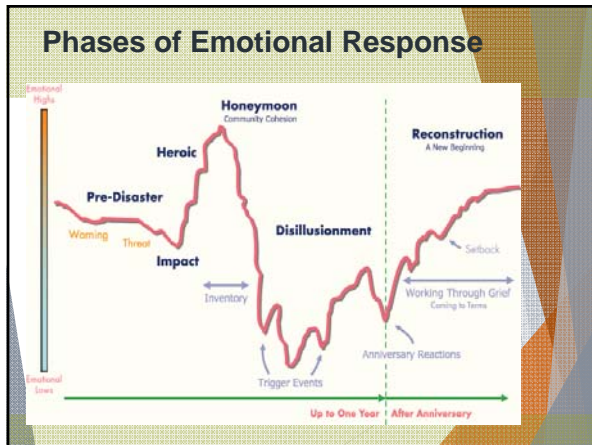 Phases of Emotional Response
Emotional
Highs
Honeymoon
Community Cohesion
Reconstruction
A New Beginning
Heroic
Pre-Disaster
Disillusionment
Warning
Threat
Setback
Impact
Inventory
Working Through Grief
Coming to Terms
Anniversary Reactions
Trigger Events
Emotional
Lows
Up to One Year
After Anniversary